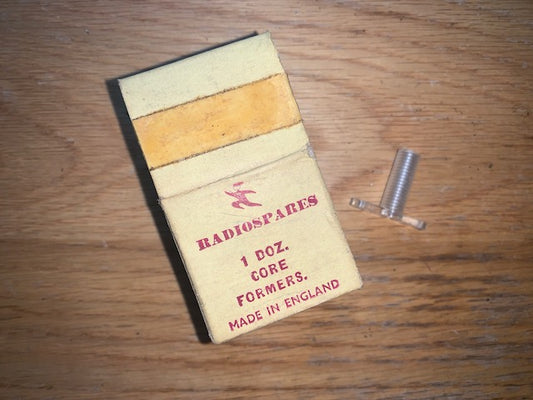 RADIOSPARES
1 DOZ.
CORE
FORMERS.
MADE IN ENGLAND